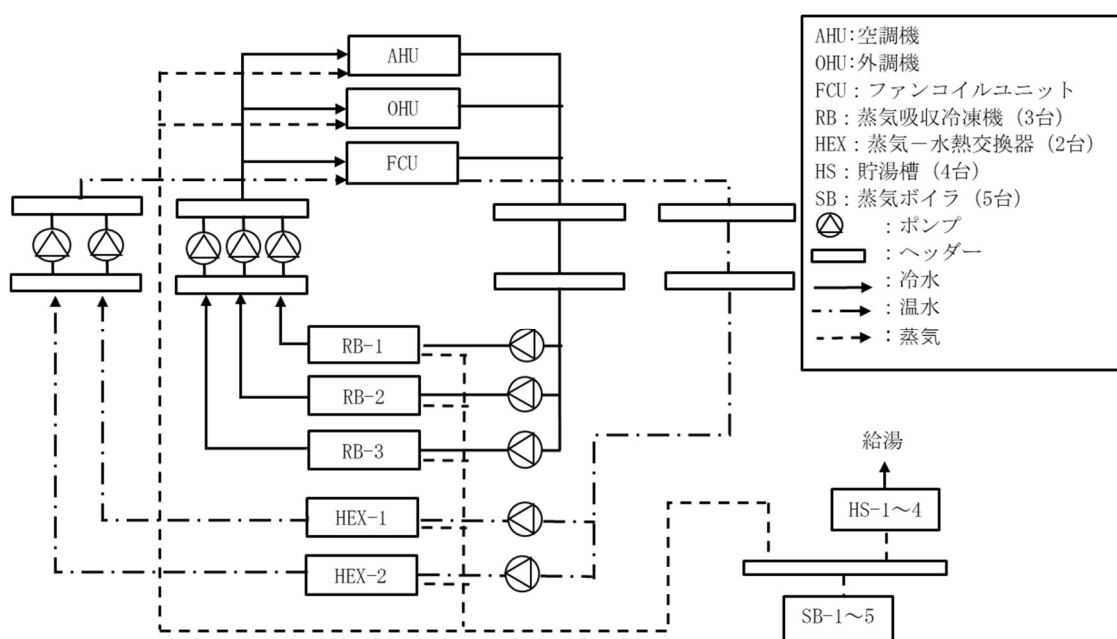 AHU
OHU
FCU
RB-1
RB-2
RB-3
HEX-1
HEX-2
AHU:空調機
OHU:外調機
FCU:ファンコイルユニット
RB:蒸気吸収冷凍機(3台)
HEX:蒸気-水熱交換器(2台)
HS:貯湯槽(4台)
SB:蒸気ボイラ(5台)
:ポンプ
:ヘッダー
:冷水
:温水
:蒸気
給湯
HS-1~4
SB-1~5